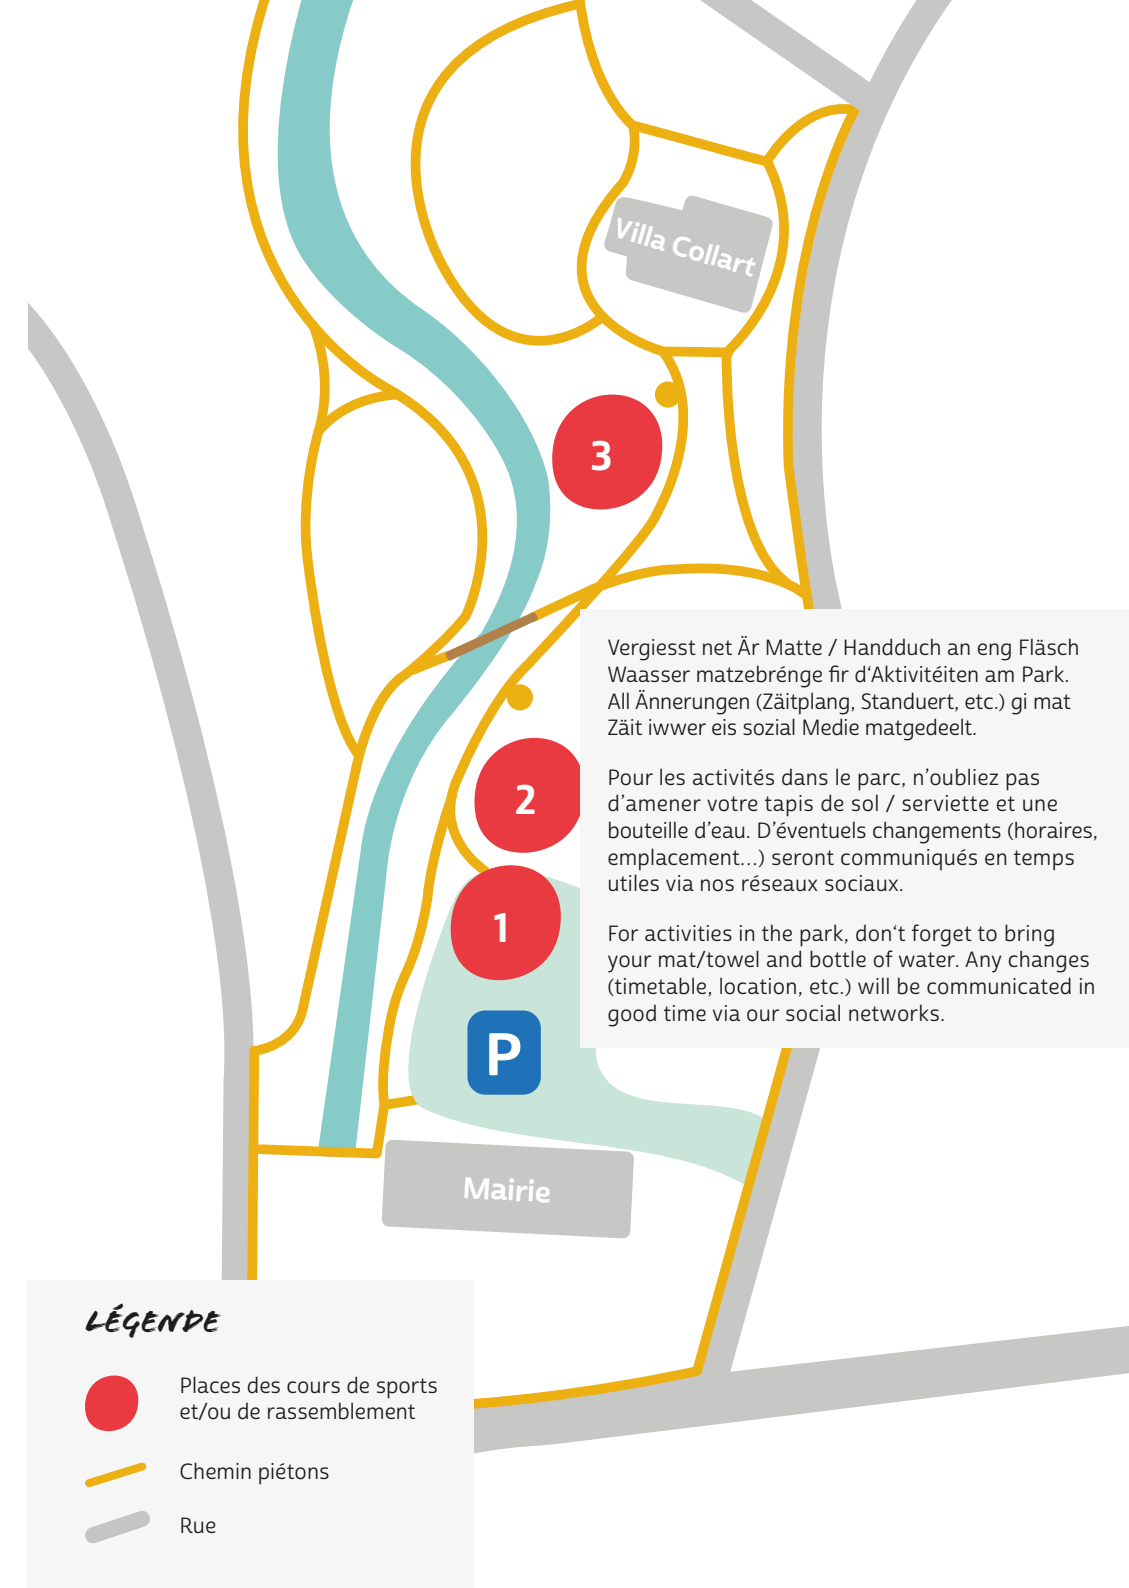 Villa Collart
3
Vergiesst net Är Matte / Handduch an eng Fläsch
Waasser matzebrénge fir d‘Aktivitéiten am Park.
All Ännerungen (Zäitplang, Standuert, etc.) gi mat
Zäit iwwer eis sozial Medie matgedeelt.
Pour les activités dans le parc, n’oubliez pas
d’amener votre tapis de sol / serviette et une
bouteille d’eau. D’éventuels changements (horaires,
emplacement...) seront communiqués en temps
utiles via nos réseaux sociaux.
For activities in the park, don‘t forget to bring
your mat/towel and bottle of water. Any changes
(timetable, location, etc.) will be communicated in
good time via our social networks.
2
1
P
Mairie
LÉGENDE
Places des cours de sports
et/ou de rassemblement
Chemin piétons
Rue